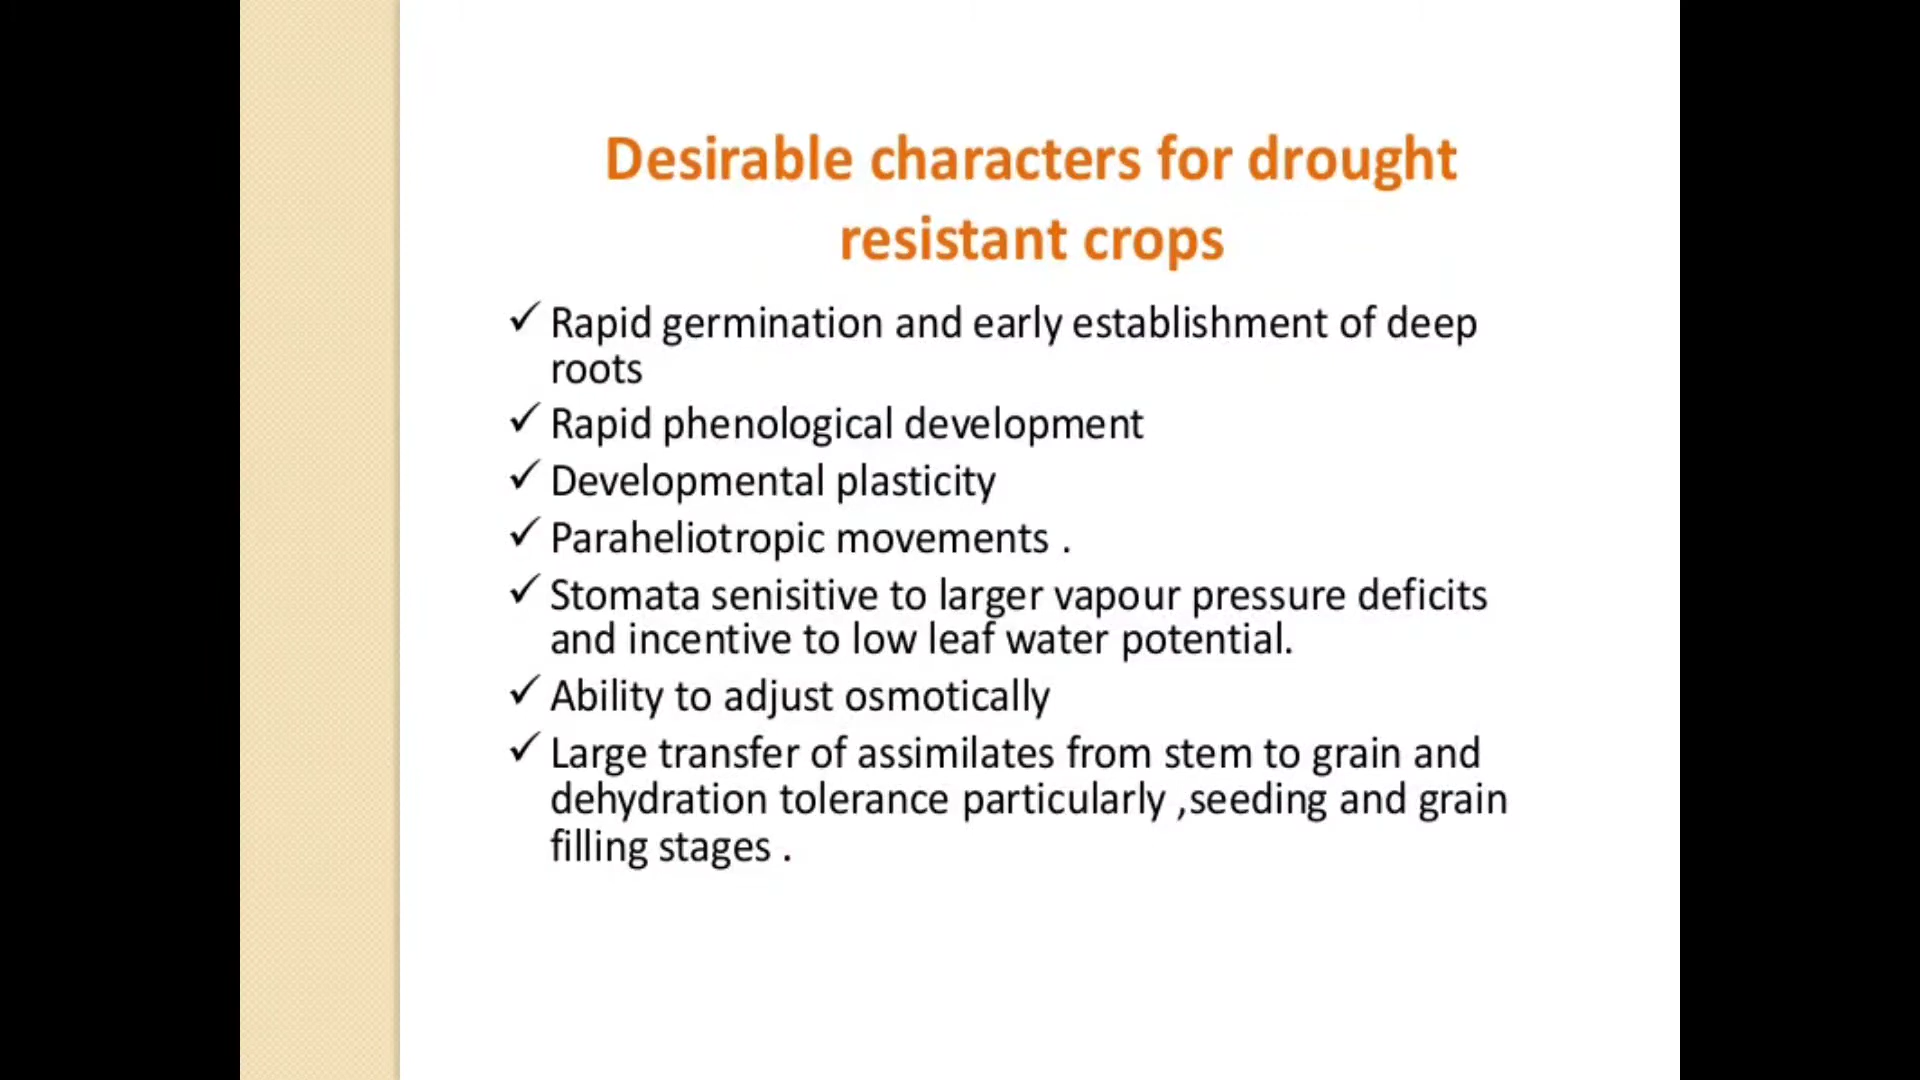 Desirable characters for drought
resistant crops
✓ Rapid germination and early establishment of deep
roots
✓ Rapid phenological development
✓ Developmental plasticity
✓ Paraheliotropic movements .
✓ Stomata senisitive to larger vapour pressure deficits
and incentive to low leaf water potential.
✓ Ability to adjust osmotically
✓ Large transfer of assimilates from stem to grain and
dehydration tolerance particularly ,seeding and grain
filling stages .